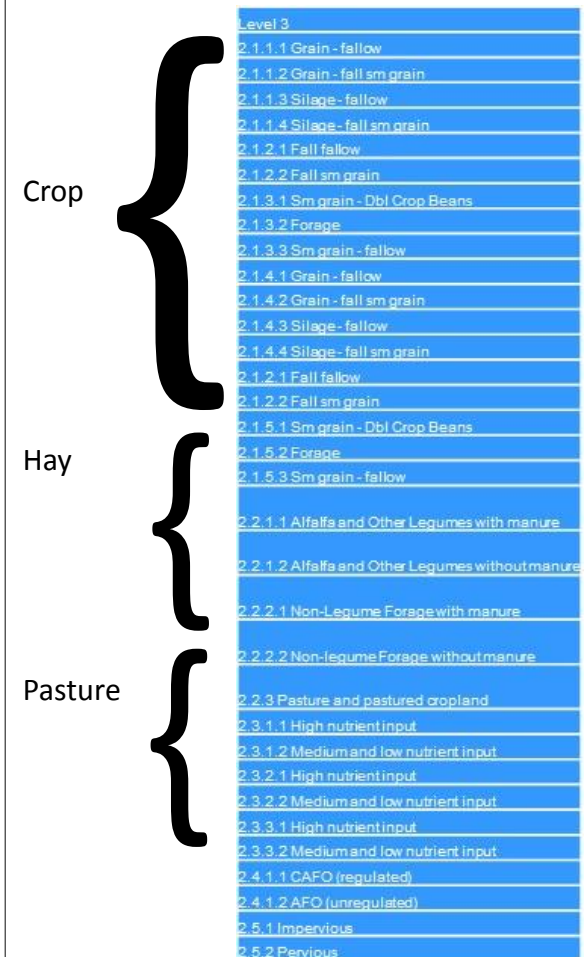 Level 3
2.1.1.1 Grain - fallow
2.1.1.2 Grain - fall sm grain
2.1.1.3 Silage - fallow
2.1.1.4 Silage - fall sm grain
2.1.2.1 Fall fallow
2.1.2.2 Fall sm grain
Crop
2.1.3.1 Sm grain - Dbl Crop Beans
2.1.3.2 Forage
2.1.3.3 Sm grain - fallow
2.1.4.1 Grain - fallow
2.1.4.2 Grain - fall sm grain
2.1.4.3 Silage - fallow
2.1.4.4 Silage - fall sm grain
2.1.2.1 Fall fallow
2.1.2.2 Fall sm grain
2.1.5.1 Sm grain - Dbl Crop Beans
Hay
2.1.5.2 Forage
2.1.5.3 Sm grain - fallow
2.2.1.1 Alfalfa and Other Legumes with manure
2.2.1.2 Alfalfa and Other Legumes without manure
2.2.2.1 Non-Legume Forage with manure
2.2.2.2 Non-legume Forage without manure
Pasture
2.2.3 Pasture and pastured cropland
2.3.1.1 High nutrient input
2.3.1.2 Medium and low nutrient input
2.3.2.1 High nutrient input
2.3.2.2 Medium and low nutrient input
2.3.3.1 High nutrient input
2.3.3.2 Medium and low nutrient input
2.4.1.1 CAFO (regulated)
2.4.1.2 AFO (unregulated)
2.5.1 Impervious
2.5.2 Pervious